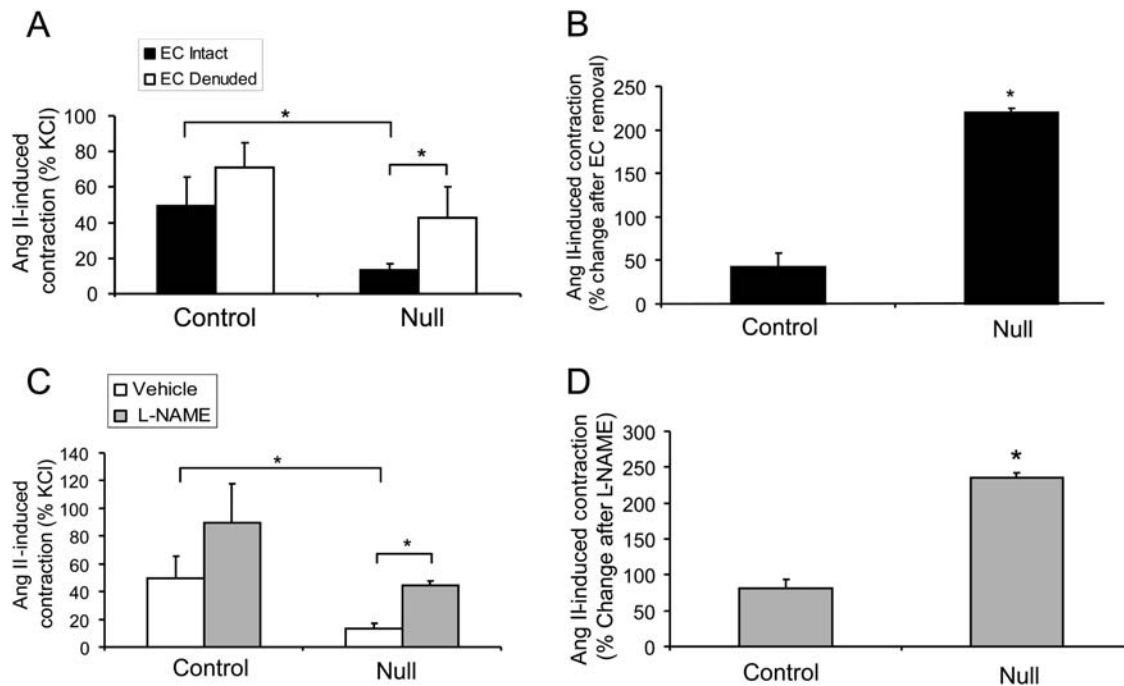 A
EC Intact
EC Denuded
Ang II-induced
contraction (% KCl)
100
80
60
40
20
0
*
*
Control
Null
B
Ang II-induced contraction
(% change after EC removal)
250
200
150
100
50
0
*
Control
Null
C
Vehicle
L-NAME
Ang II-induced
contraction (% KCl)
140
120
100
80
60
40
20
0
*
*
Control
Null
D
Ang II-induced contraction
(% Change after L-NAME)
300
250
200
150
100
50
0
*
Control
Null